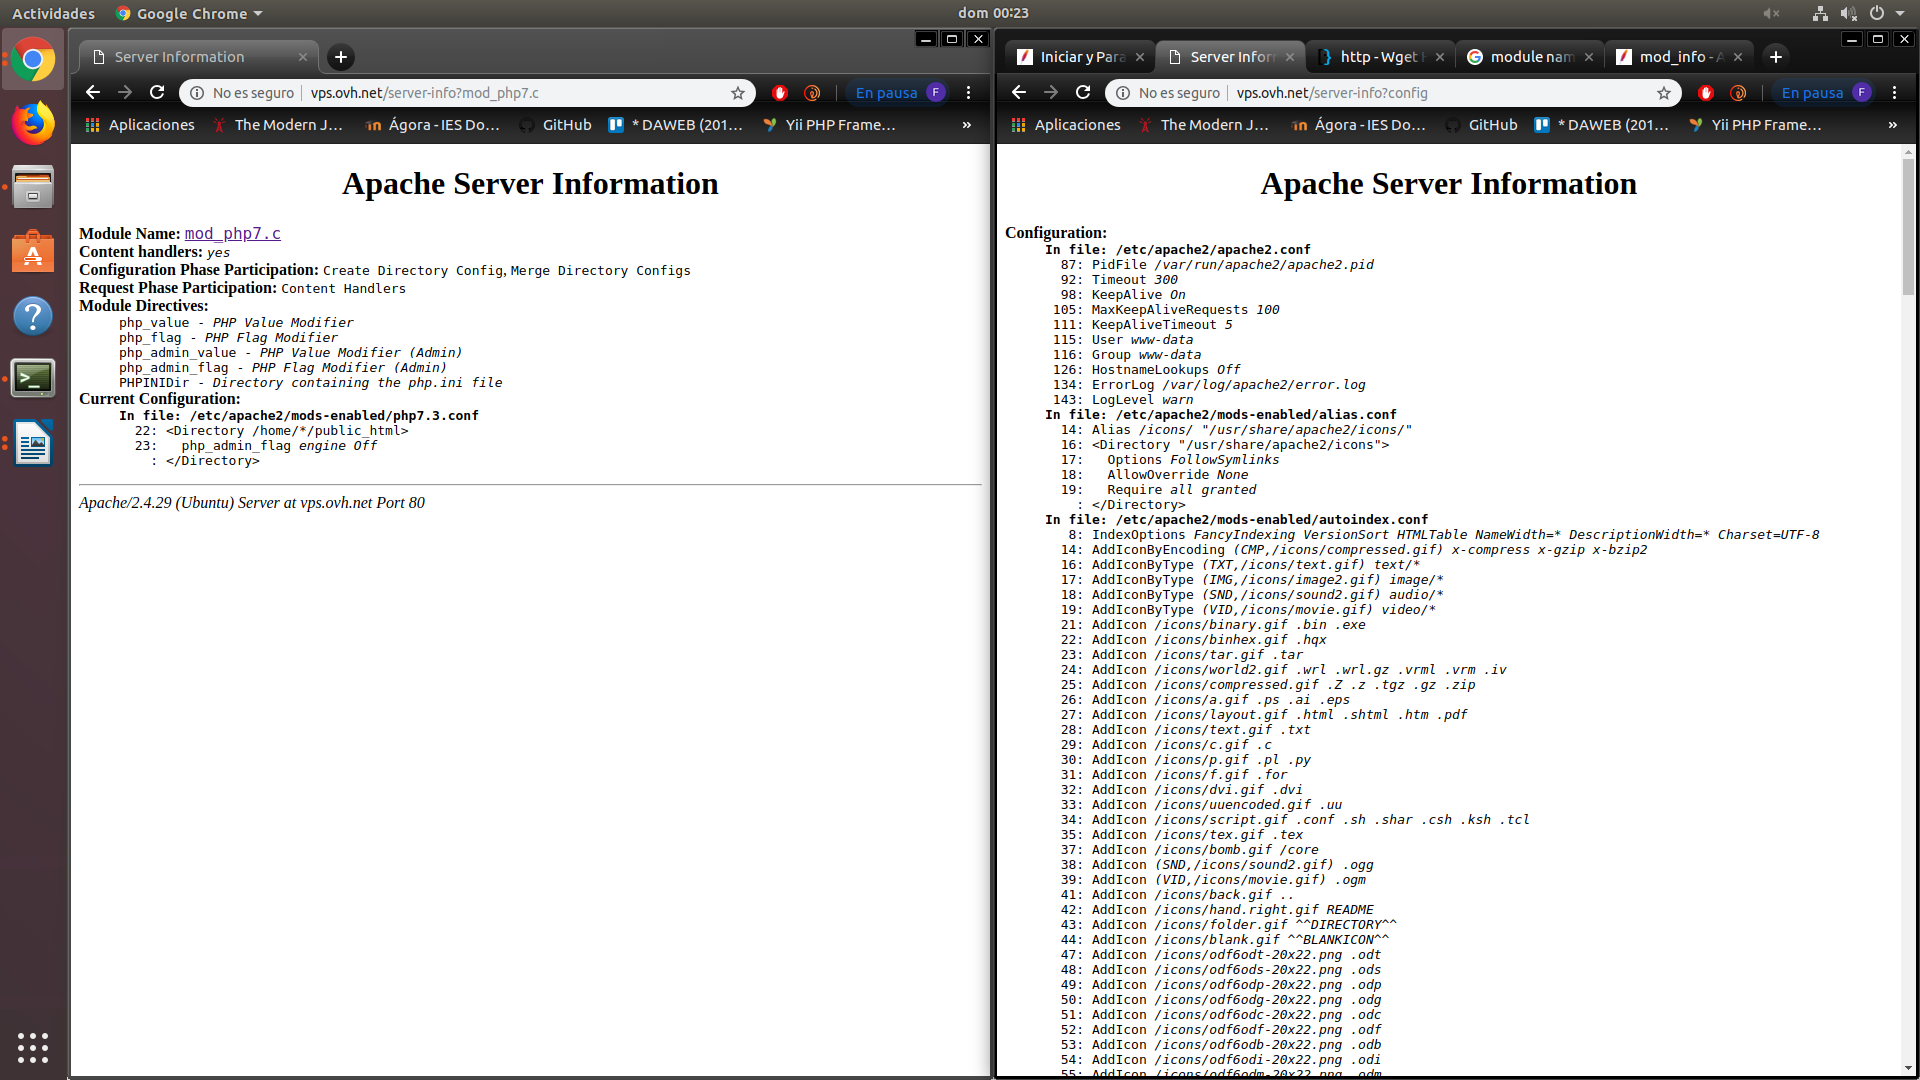 Actividades
Google Chrome
dom 00:23
Server Information
No es seguro
vps.ovh.net/server-info?mod_php7.c
En pausa
F
Aplicaciones
The Modern J...
Ágora - IES Do...
GitHub
* DAWEB (201...
Yii PHP Frame...
»
Apache Server Information
Module Name: mod_php7.c
Content handlers: yes
Configuration Phase Participation: Create Directory Config, Merge Directory Configs
Request Phase Participation: Content Handlers
Module Directives:
php_value - PHP Value Modifier
php_flag - PHP Flag Modifier
php_admin_value - PHP Value Modifier (Admin)
php_admin_flag - PHP Flag Modifier (Admin)
PHPINIDir - Directory containing the php.ini file
Current Configuration:
In file: /etc/apache2/mods-enabled/php7.3.conf
22: <Directory /home/*/public_html>
23:   php_admin_flag engine Off
: </Directory>
Apache/2.4.29 (Ubuntu) Server at vps.ovh.net Port 80
Iniciar y Para
Server Infor
http - Wget
module nam
mod_info - A
No es seguro
vps.ovh.net/server-info?config
En pausa
F
Aplicaciones
The Modern J...
Ágora - IES Do...
GitHub
* DAWEB (201...
Yii PHP Frame...
»
Apache Server Information
Configuration:
In file: /etc/apache2/apache2.conf
87: PidFile /var/run/apache2/apache2.pid
92: Timeout 300
98: KeepAlive On
105: MaxKeepAliveRequests 100
111: KeepAliveTimeout 5
115: User www-data
116: Group www-data
126: HostnameLookups Off
134: ErrorLog /var/log/apache2/error.log
143: LogLevel warn
In file: /etc/apache2/mods-enabled/alias.conf
14: Alias /icons/ "/usr/share/apache2/icons/"
16: <Directory "/usr/share/apache2/icons">
17:   Options FollowSymlinks
18:   AllowOverride None
19:   Require all granted
: </Directory>
In file: /etc/apache2/mods-enabled/autoindex.conf
8: IndexOptions FancyIndexing VersionSort HTMLTable NameWidth=* DescriptionWidth=* Charset=UTF-8
14: AddIconByEncoding (CMP,/icons/compressed.gif) x-compress x-gzip x-bzip2
16: AddIconByType (TXT,/icons/text.gif) text/*
17: AddIconByType (IMG,/icons/image2.gif) image/*
18: AddIconByType (SND,/icons/sound2.gif) audio/*
19: AddIconByType (VID,/icons/movie.gif) video/*
21: AddIcon /icons/binary.gif .bin .exe
22: AddIcon /icons/binhex.gif .hqx
23: AddIcon /icons/tar.gif .tar
24: AddIcon /icons/world2.gif .wrl .wrl.gz .vrml .vrm .iv
25: AddIcon /icons/compressed.gif .Z .z .tgz .gz .zip
26: AddIcon /icons/a.gif .ps .ai .eps
27: AddIcon /icons/layout.gif .html .shtml .htm .pdf
28: AddIcon /icons/text.gif .txt
29: AddIcon /icons/c.gif .c
30: AddIcon /icons/p.gif .pl .py
31: AddIcon /icons/f.gif .for
32: AddIcon /icons/dvi.gif .dvi
33: AddIcon /icons/uuencoded.gif .uu
34: AddIcon /icons/script.gif .conf .sh .shar .csh .ksh .tcl
35: AddIcon /icons/tex.gif .tex
37: AddIcon /icons/bomb.gif /core
38: AddIcon (SND,/icons/sound2.gif) .ogg
39: AddIcon (VID,/icons/movie.gif) .ogm
41: AddIcon /icons/back.gif ..
42: AddIcon /icons/hand.right.gif README
43: AddIcon /icons/folder.gif ^^DIRECTORY^^
44: AddIcon /icons/blank.gif ^^BLANKICON^^
47: AddIcon /icons/odf6odt-20x22.png .odt
48: AddIcon /icons/odf6ods-20x22.png .ods
49: AddIcon /icons/odf6odp-20x22.png .odp
50: AddIcon /icons/odf6odg-20x22.png .odg
51: AddIcon /icons/odf6odc-20x22.png .odc
52: AddIcon /icons/odf6odf-20x22.png .odf
53: AddIcon /icons/odf6odb-20x22.png .odb
54: AddIcon /icons/odf6odi-20x22.png .odi
55: AddIcon /icons/odf6odm-20x22.png .odm